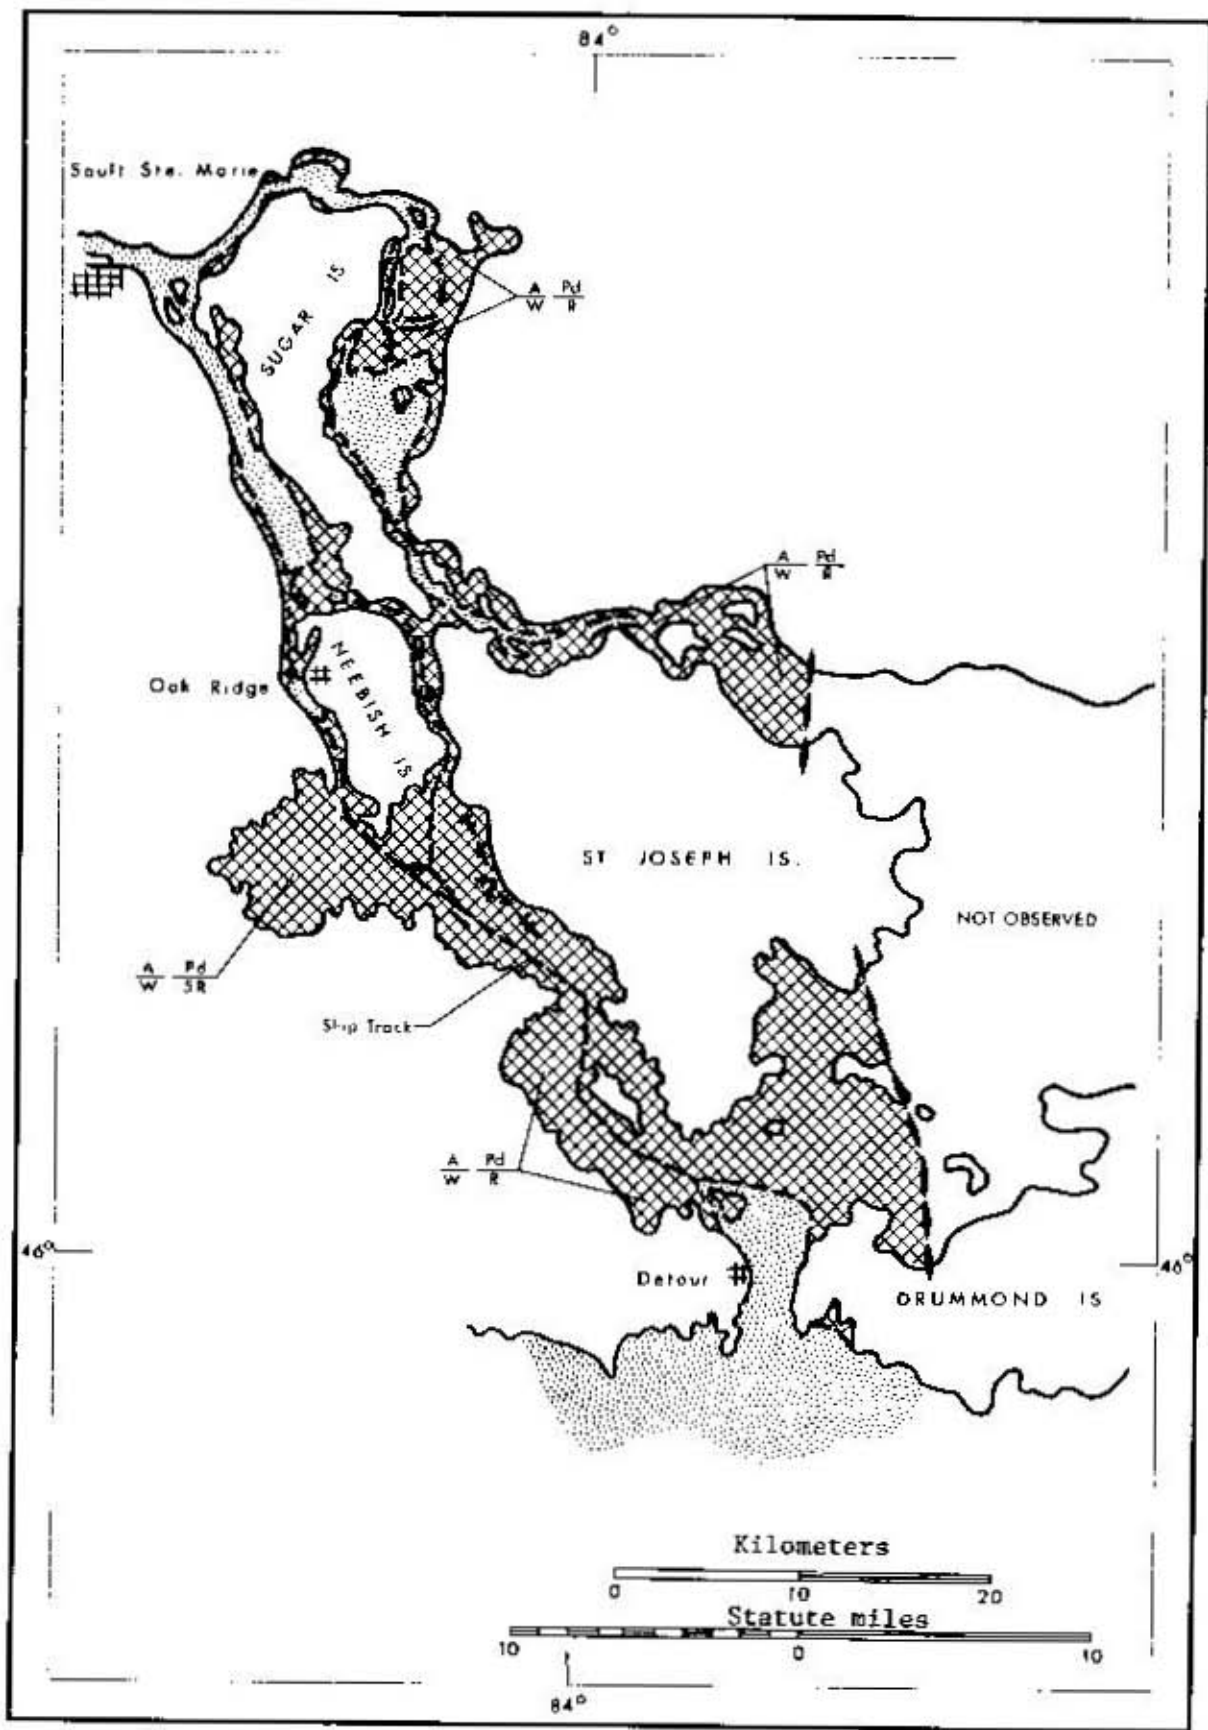 84°
Sault Ste. Marie
SUGAR IS
A Pd
W R
A Pd
W R
Oak Ridge
NEEBISH IS
ST JOSEPH IS.
NOT OBSERVED
A Pd
W SR
Ship Track
A Pd
W R
46°
46°
Detour
DRUMMOND IS
Kilometers
0 10 20
Statute miles
10 0 10
84°